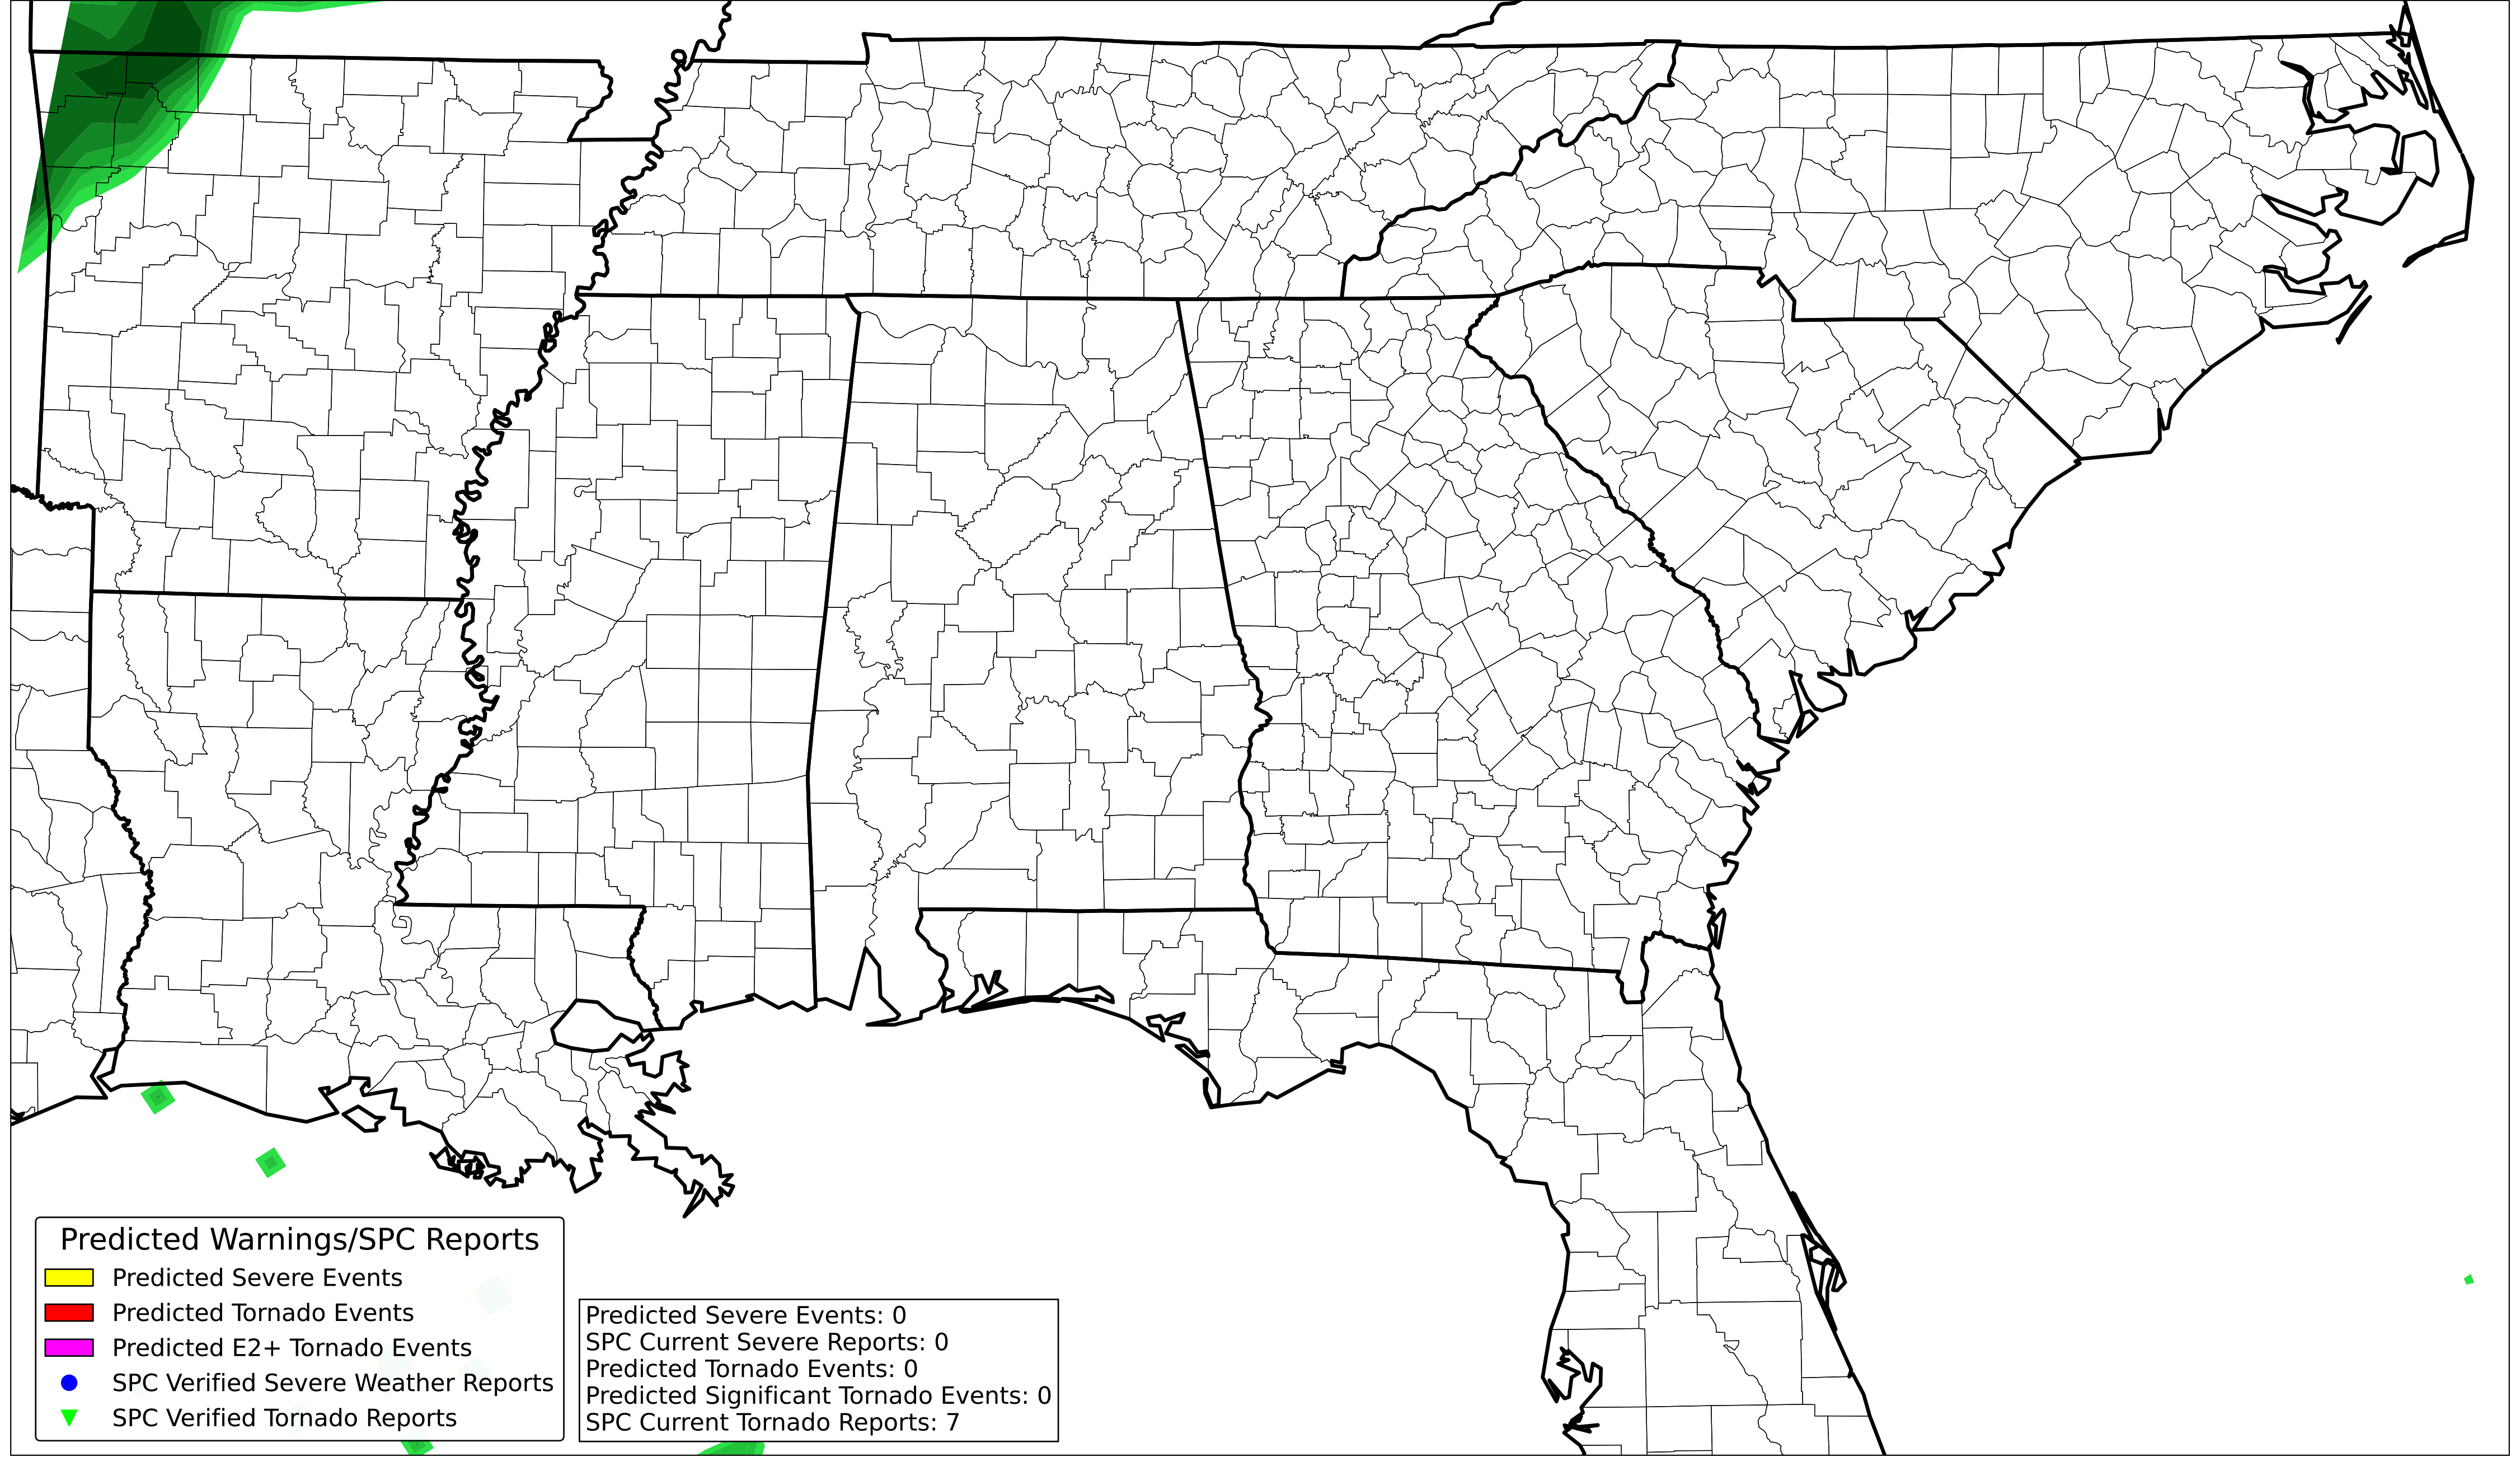 Predicted Warnings/SPC Reports
Predicted Severe Events
Predicted Tornado Events
Predicted E2+ Tornado Events
SPC Verified Severe Weather Reports
SPC Verified Tornado Reports
Predicted Severe Events: 0
SPC Current Severe Reports: 0
Predicted Tornado Events: 0
Predicted Significant Tornado Events: 0
SPC Current Tornado Reports: 7